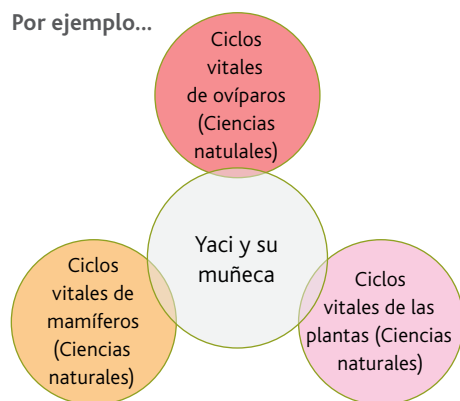 Por ejemplo...
Ciclos
vitales
de ovíparos
(Ciencias
natulales)
Yaci y su
muñeca
Ciclos
vitales de
mamíferos
(Ciencias
naturales)
Ciclos
vitales de las
plantas (Ciencias
naturales)